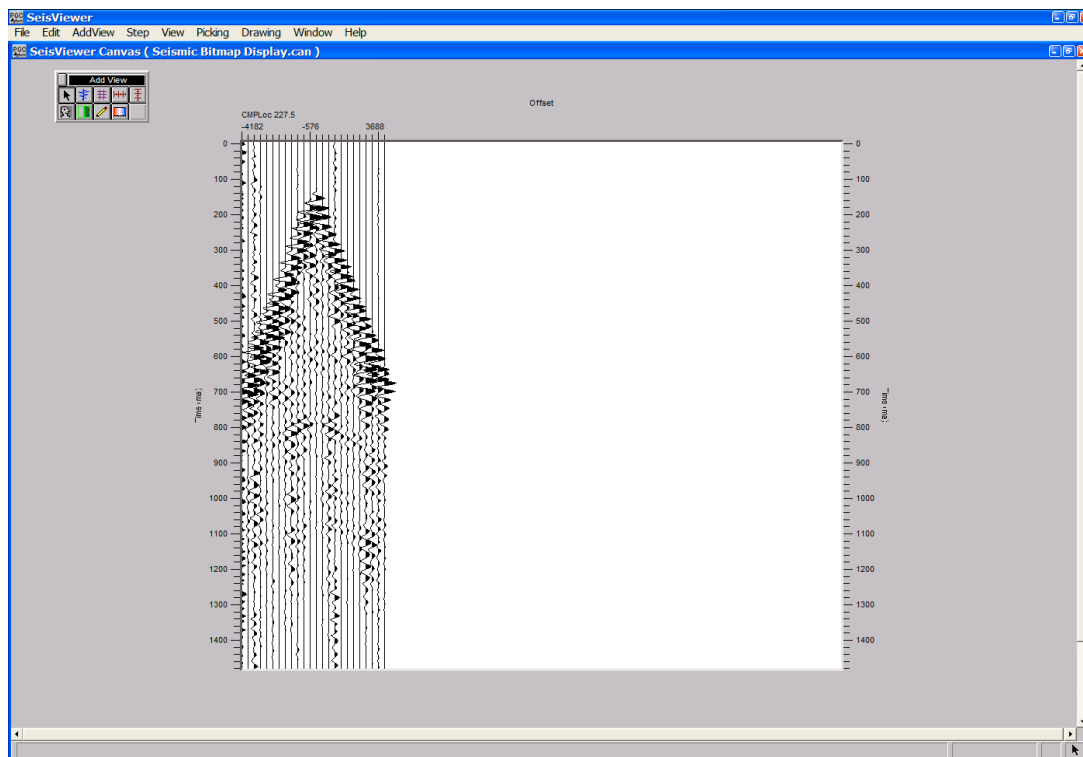 SeisViewer
File Edit AddView Step View Picking Drawing Window Help
SeisViewer Canvas ( Seismic Bitmap Display.can )
Add View
Offset
CMPLoc 227.5
-4182 -576 3688
0 0
100 100
200 200
300 300
400 400
500 500
600 600
700 700
800 800
900 900
1000 1000
1100 1100
1200 1200
1300 1300
1400 1400